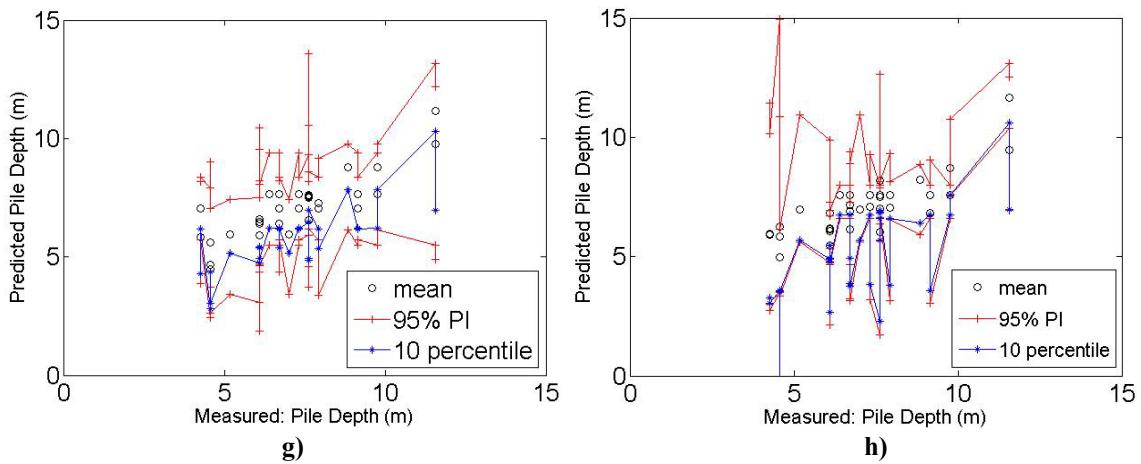 15
10
5
0
Predicted Pile Depth (m)
mean
95% PI
10 percentile
0
5
10
15
Measured: Pile Depth (m)
g)
15
10
5
0
Predicted Pile Depth (m)
mean
95% PI
10 percentile
0
5
10
15
Measured: Pile Depth (m)
h)